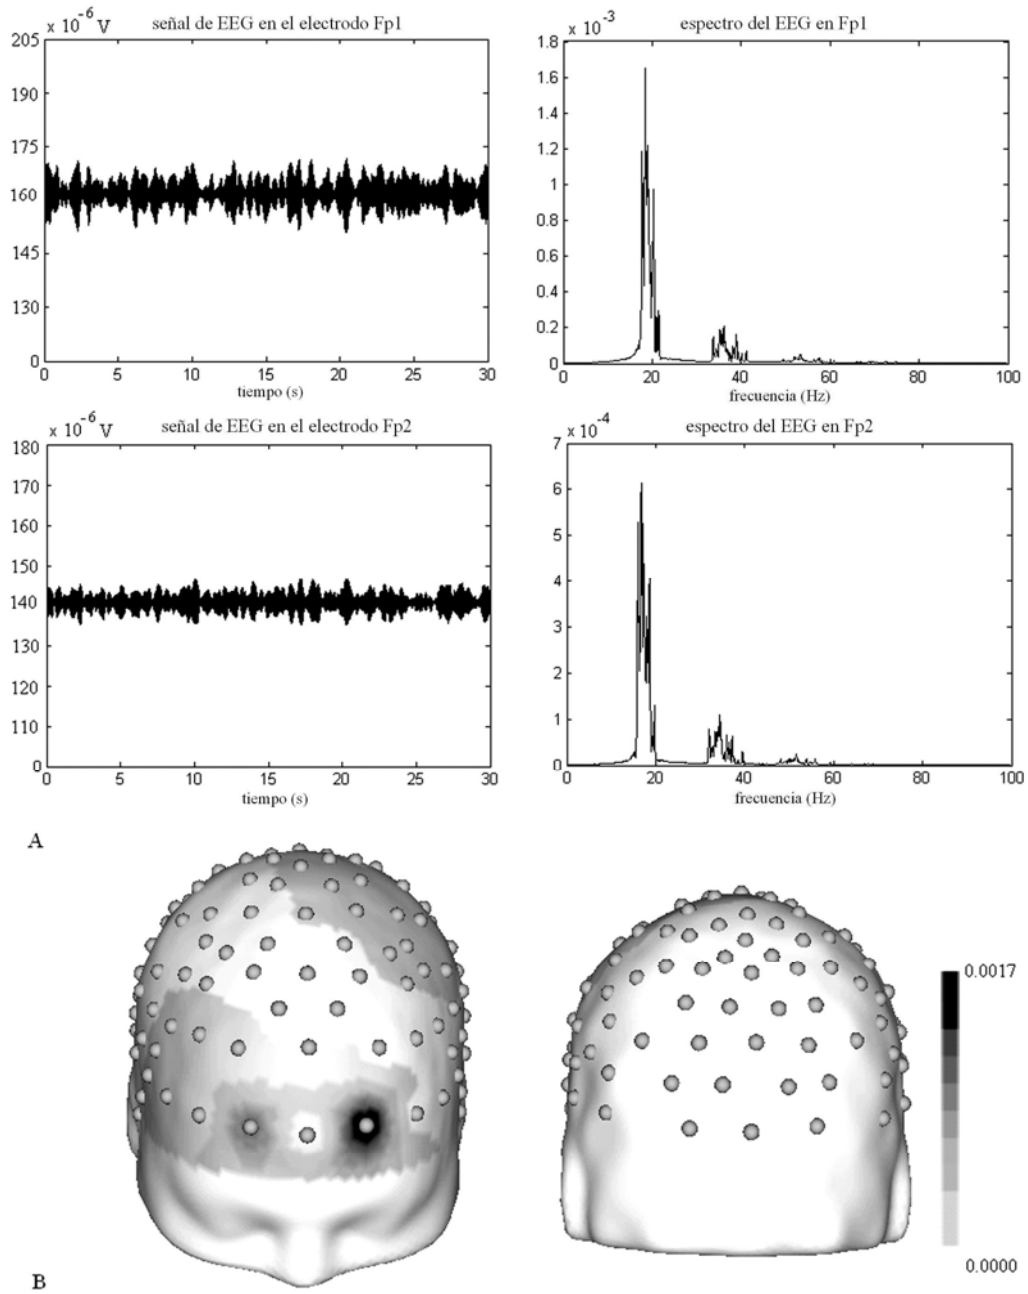 x 10⁻⁶ V
señal de EEG en el electrodo Fp1
205
190
175
160
145
130
0
0 5 10 15 20 25 30
tiempo (s)
x 10⁻³
espectro del EEG en Fp1
1.8
1.6
1.4
1.2
1
0.8
0.6
0.4
0.2
0
0 20 40 60 80 100
frecuencia (Hz)
x 10⁻⁶ V
señal de EEG en el electrodo Fp2
180
170
160
150
140
130
120
110
0
0 5 10 15 20 25 30
tiempo (s)
x 10⁻⁴
espectro del EEG en Fp2
7
6
5
4
3
2
1
0
0 20 40 60 80 100
frecuencia (Hz)
A
0.0017
0.0000
B